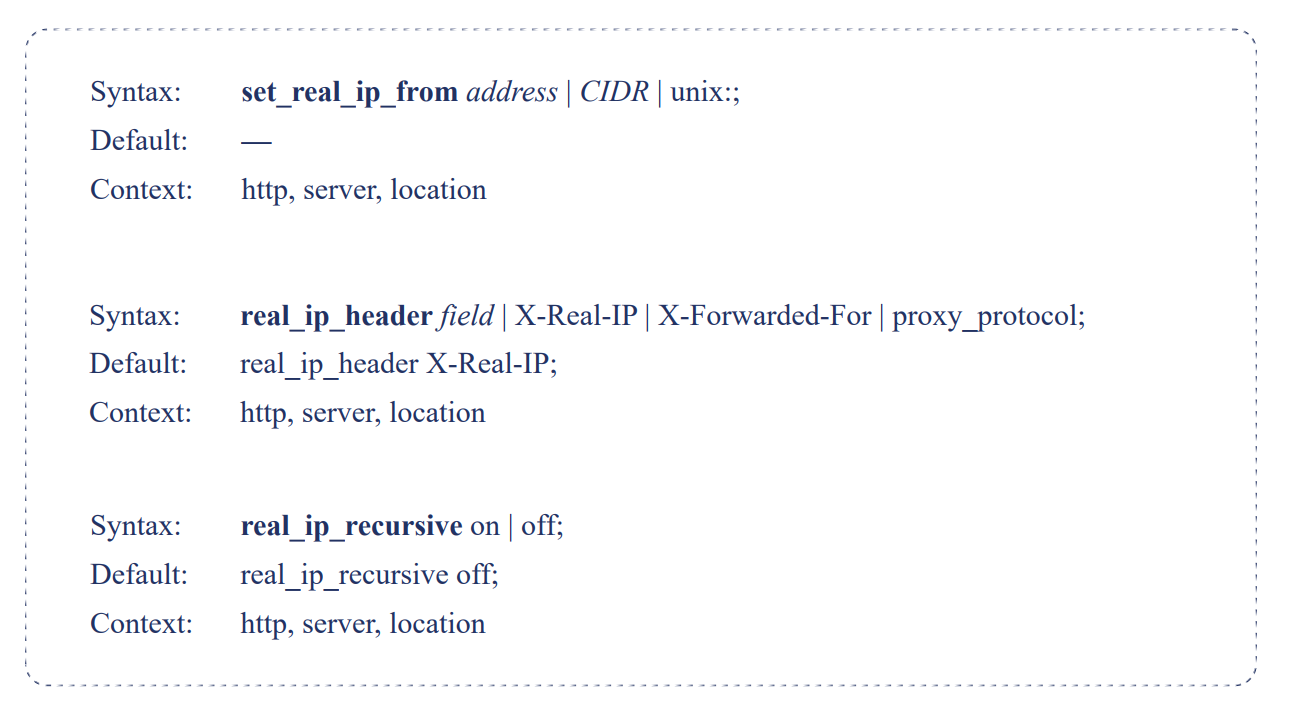 Syntax: set_real_ip_from address | CIDR | unix:;
Default: —
Context: http, server, location
Syntax: real_ip_header field | X-Real-IP | X-Forwarded-For | proxy_protocol;
Default: real_ip_header X-Real-IP;
Context: http, server, location
Syntax: real_ip_recursive on | off;
Default: real_ip_recursive off;
Context: http, server, location